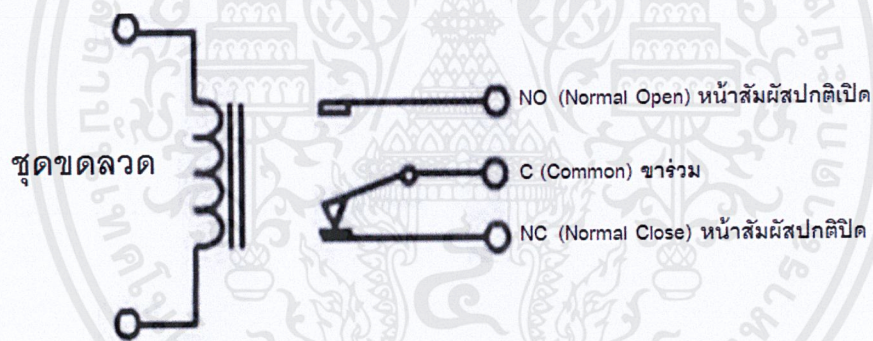 NO (Normal Open) หน้าสัมผัสปกติเปิด
ชุดขดลวด
C (Common) ขาร่วม
NC (Normal Close) หน้าสัมผัสปกติปิด